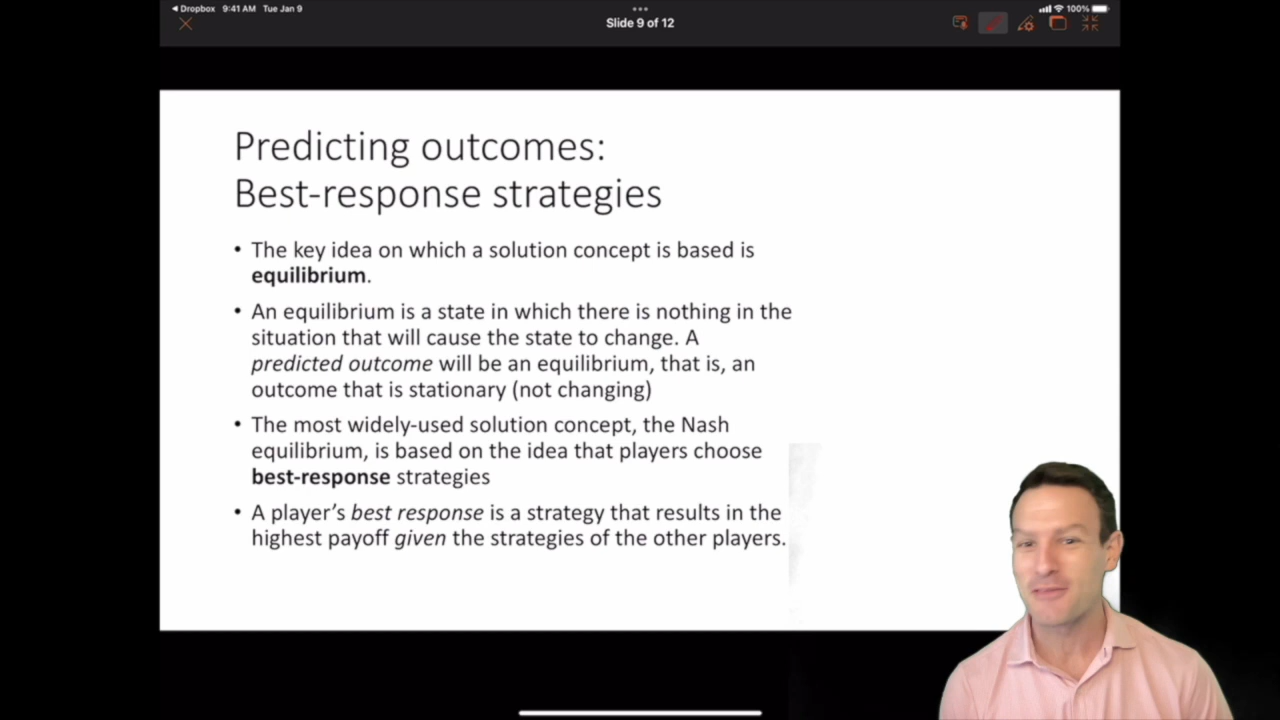 ◀ Dropbox 9:41 AM Tue Jan 9
100%
Slide 9 of 12
Predicting outcomes:
Best-response strategies
• The key idea on which a solution concept is based is
equilibrium.
• An equilibrium is a state in which there is nothing in the
situation that will cause the state to change. A
predicted outcome will be an equilibrium, that is, an
outcome that is stationary (not changing)
• The most widely-used solution concept, the Nash
equilibrium, is based on the idea that players choose
best-response strategies
• A player’s best response is a strategy that results in the
highest payoff given the strategies of the other players.